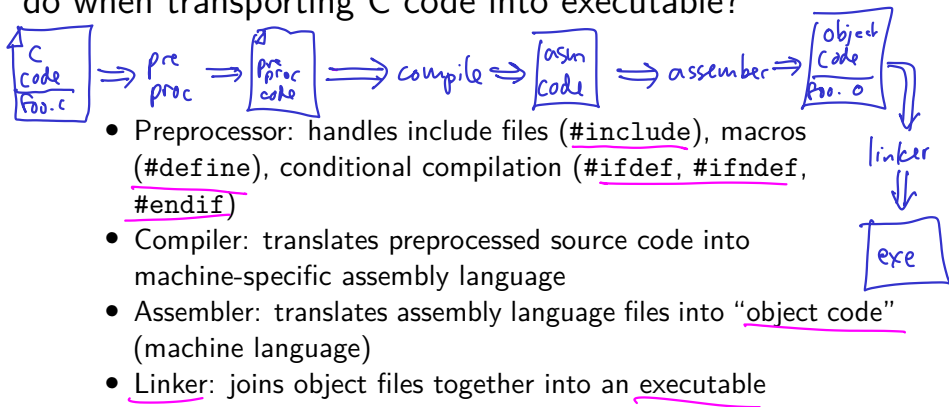 do when transporting C code into executable?
C code foo.c ⇒ pre proc ⇒ pre proc code ⇒ compile ⇒ asm code ⇒ assember ⇒ object code foo.o
• Preprocessor: handles include files (#include), macros
(#define), conditional compilation (#ifdef, #ifndef,
#endif)
linker
• Compiler: translates preprocessed source code into
machine-specific assembly language
exe
• Assembler: translates assembly language files into “object code”
(machine language)
• Linker: joins object files together into an executable